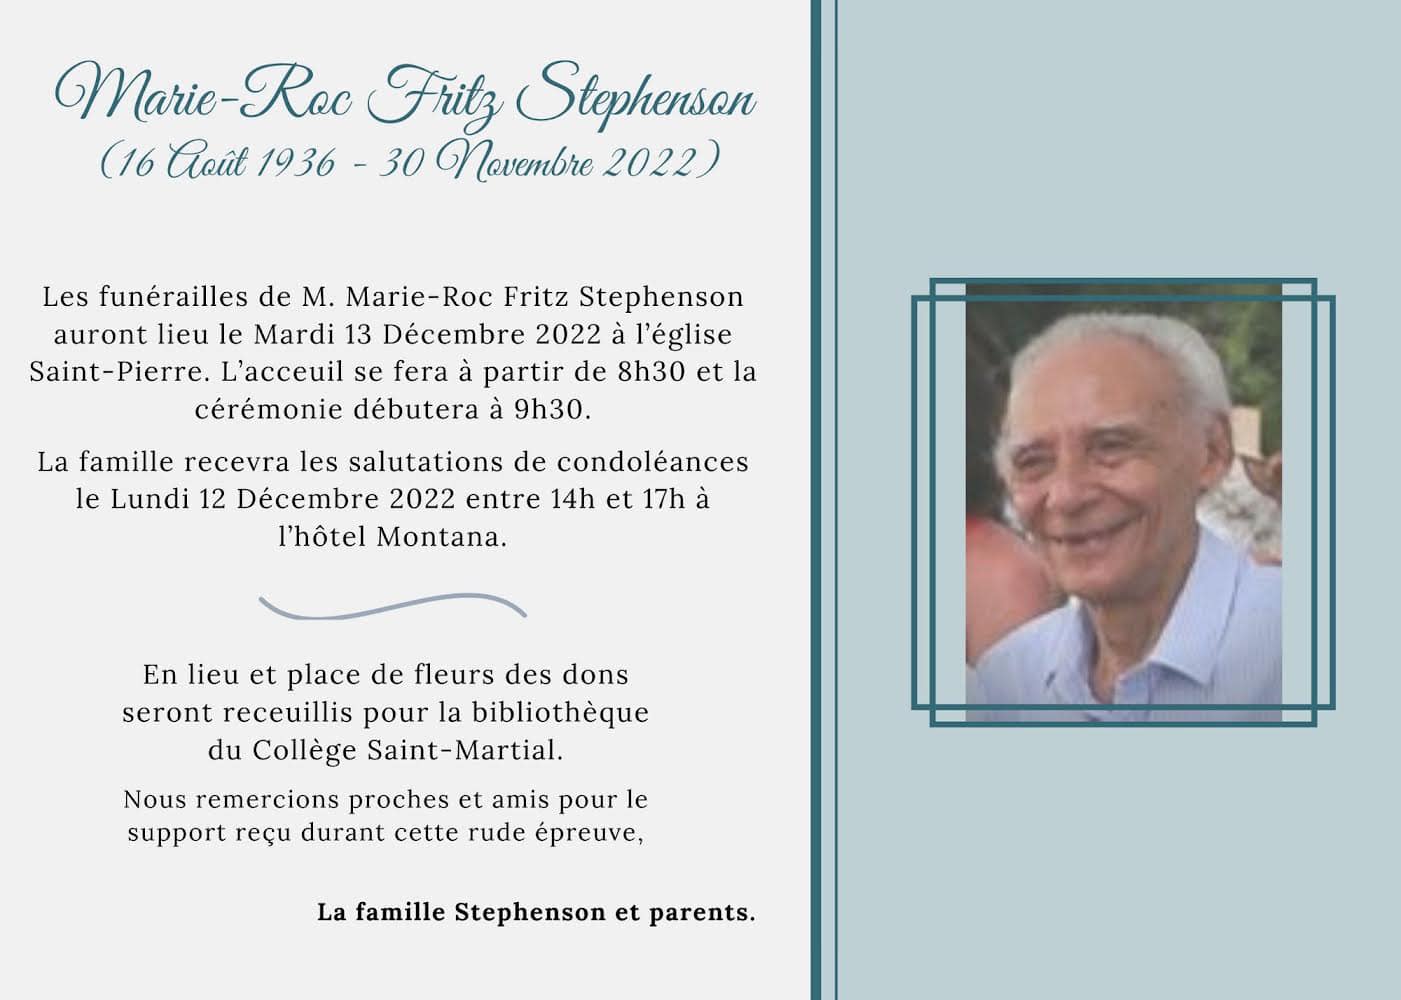 Marie-Roc Fritz Stephenson
(16 Août 1936 - 30 Novembre 2022)
Les funérailles de M. Marie-Roc Fritz Stephenson
auront lieu le Mardi 13 Décembre 2022 à l’église
Saint-Pierre. L’acceuil se fera à partir de 8h30 et la
cérémonie débutera à 9h30.
La famille recevra les salutations de condoléances
le Lundi 12 Décembre 2022 entre 14h et 17h à
l’hôtel Montana.
En lieu et place de fleurs des dons
seront receuillis pour la bibliothèque
du Collège Saint-Martial.
Nous remercions proches et amis pour le
support reçu durant cette rude épreuve,
La famille Stephenson et parents.